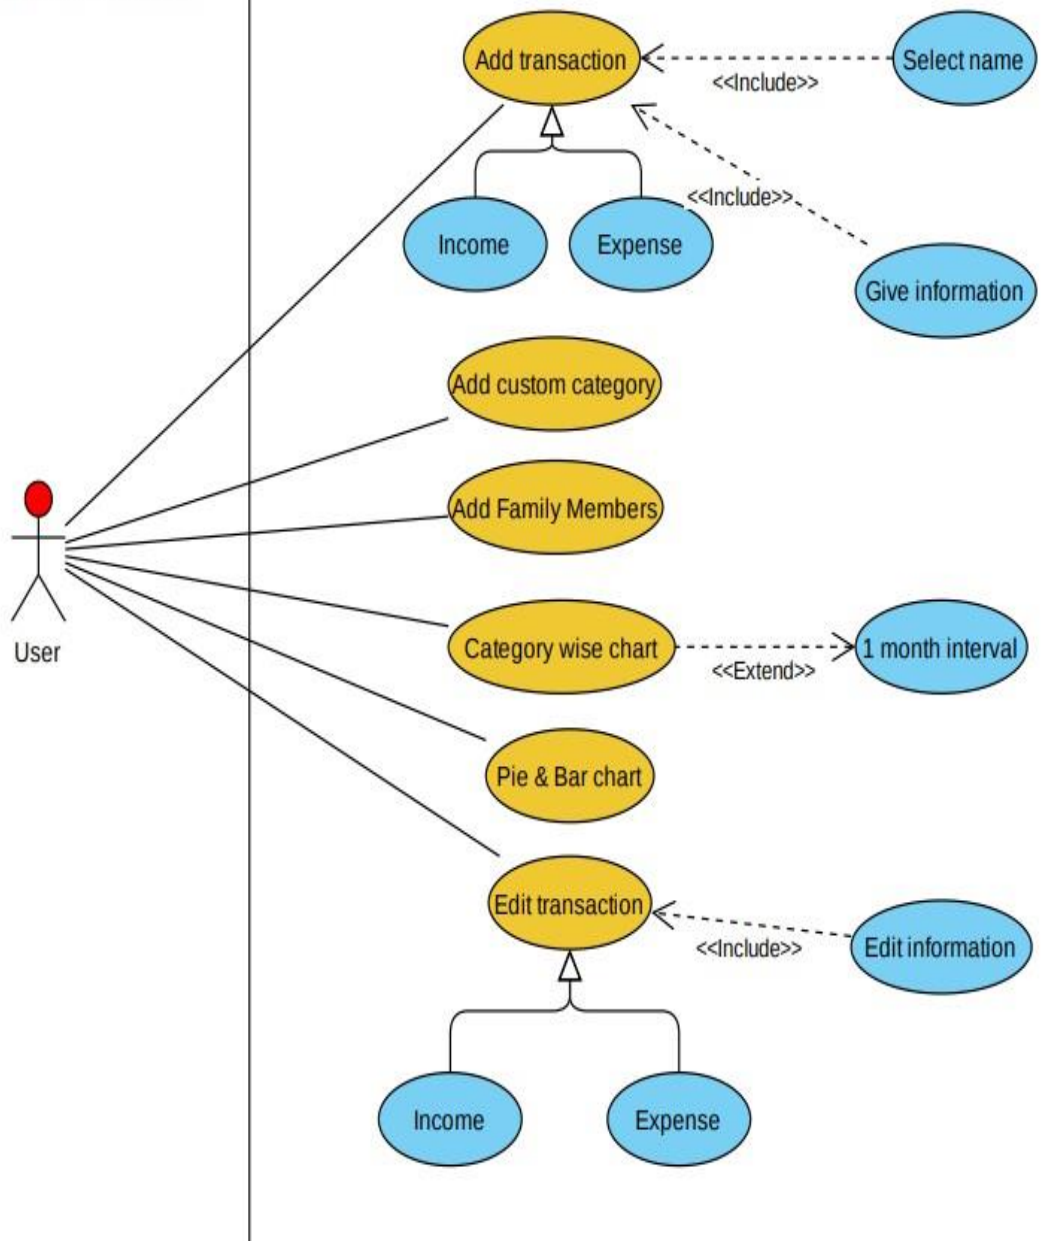 Add transaction
Select name
<<Include>>
<<Include>>
Income
Expense
Give information
Add custom category
Add Family Members
User
Category wise chart
1 month interval
<<Extend>>
Pie & Bar chart
Edit transaction
Edit information
<<Include>>
Income
Expense